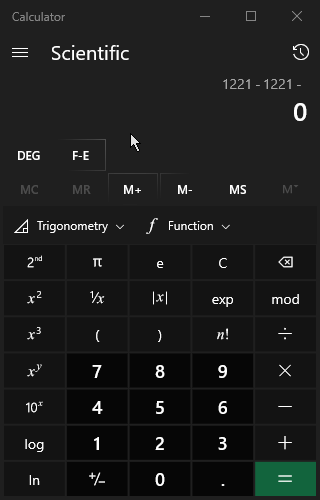 Calculator
Scientific
1221 - 1221 -
0
DEG F-E
MC MR M+ M- MS M˅
Trigonometry f Function
2ⁿᵈ π e C
x² ¹⁄x |x| exp mod
x³ ( ) n! ÷
xʸ 7 8 9 ×
10ˣ 4 5 6 −
log 1 2 3 +
ln +/− 0 . =